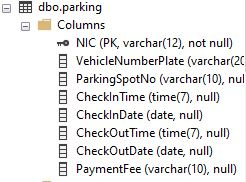 dbo.parking
Columns
NIC (PK, varchar(12), not null)
VehicleNumberPlate (varchar(20
ParkingSpotNo (varchar(10), null)
CheckInTime (time(7), null)
CheckInDate (date, null)
CheckOutTime (time(7), null)
CheckOutDate (date, null)
PaymentFee (varchar(10), null)